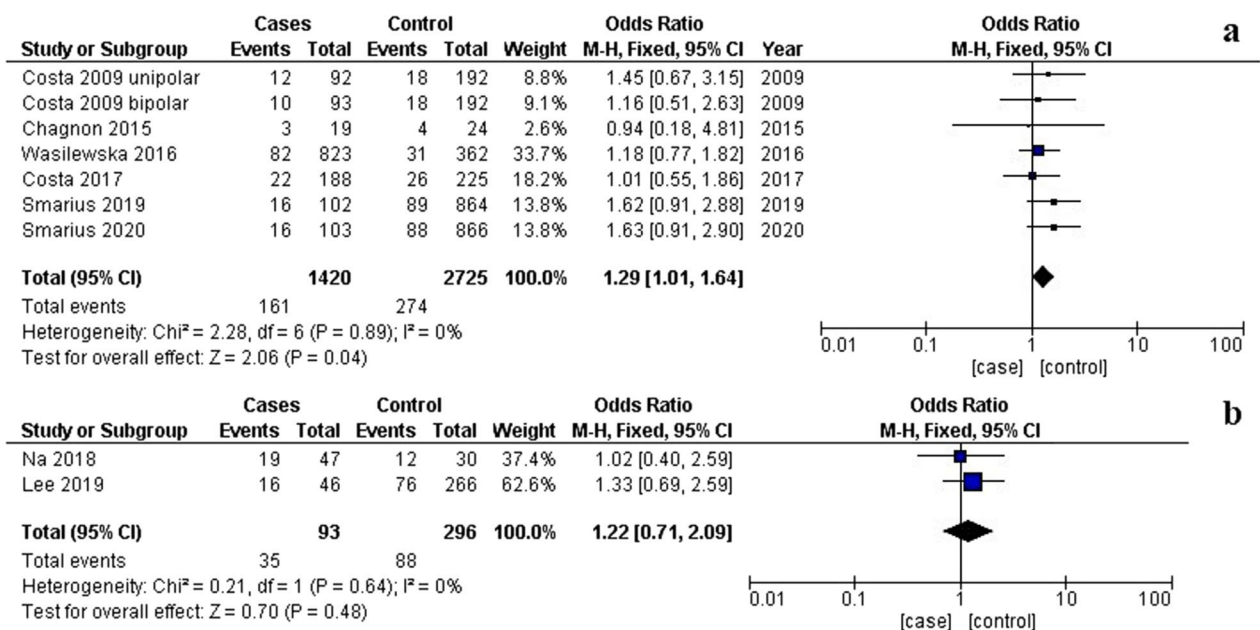 Cases Control Odds Ratio Odds Ratio a
Study or Subgroup Events Total Events Total Weight M-H, Fixed, 95% CI Year M-H, Fixed, 95% CI
Costa 2009 unipolar 12 92 18 192 8.8% 1.45 [0.67, 3.15] 2009
Costa 2009 bipolar 10 93 18 192 9.1% 1.16 [0.51, 2.63] 2009
Chagnon 2015 3 19 4 24 2.6% 0.94 [0.18, 4.81] 2015
Wasilewska 2016 82 823 31 362 33.7% 1.18 [0.77, 1.82] 2016
Costa 2017 22 188 26 225 18.2% 1.01 [0.55, 1.86] 2017
Smarius 2019 16 102 89 864 13.8% 1.62 [0.91, 2.88] 2019
Smarius 2020 16 103 88 866 13.8% 1.63 [0.91, 2.90] 2020
Total (95% CI) 1420 2725 100.0% 1.29 [1.01, 1.64]
Total events 161 274
Heterogeneity: Chi² = 2.28, df = 6 (P = 0.89); I² = 0%
Test for overall effect: Z = 2.06 (P = 0.04)
0.01 0.1 1 10 100
[case] [control]
Cases Control Odds Ratio Odds Ratio b
Study or Subgroup Events Total Events Total Weight M-H, Fixed, 95% CI M-H, Fixed, 95% CI
Na 2018 19 47 12 30 37.4% 1.02 [0.40, 2.59]
Lee 2019 16 46 76 266 62.6% 1.33 [0.69, 2.59]
Total (95% CI) 93 296 100.0% 1.22 [0.71, 2.09]
Total events 35 88
Heterogeneity: Chi² = 0.21, df = 1 (P = 0.64); I² = 0%
Test for overall effect: Z = 0.70 (P = 0.48)
0.01 0.1 1 10 100
[case] [control]